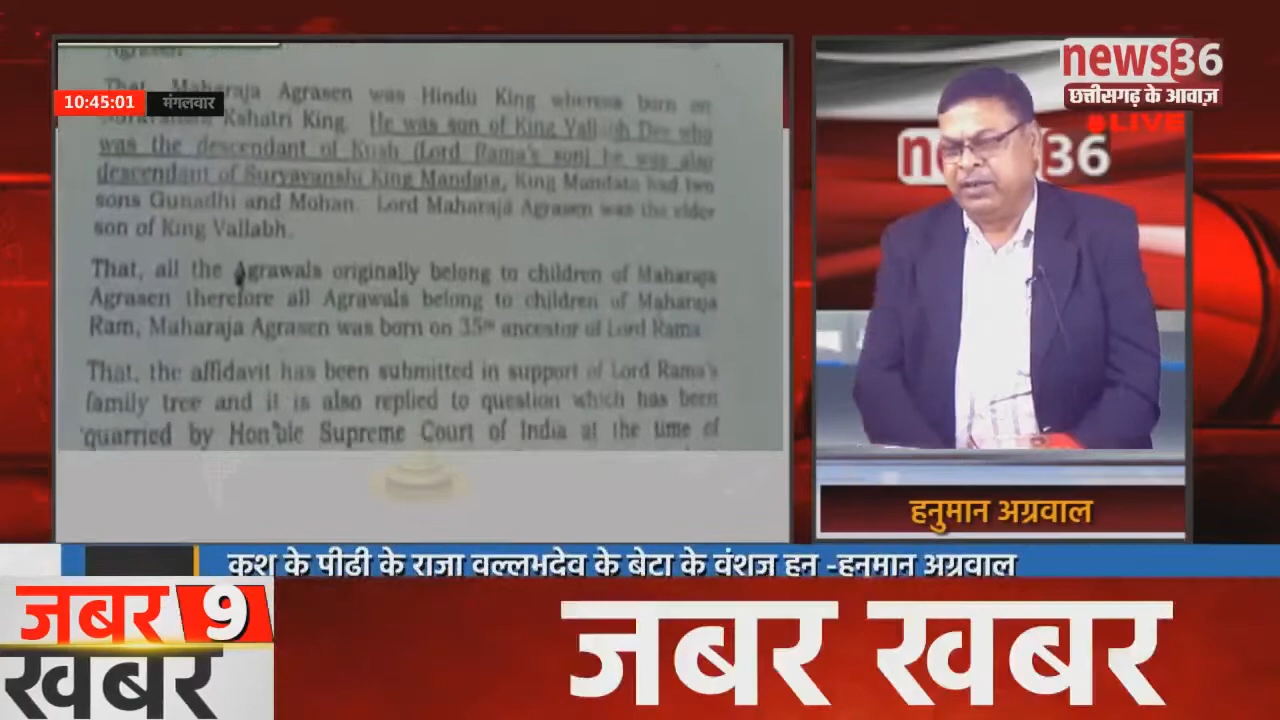 Agrasen.
That, Maharaja Agrasen was Hindu King whereas born on
Kshatri King. He was son of King Vallabh Dev who
was the descendant of Kush (Lord Rama's son) he was also
descendant of Suryavanshi King Mandata, King Mandata had two
sons Gunadhi and Mohan. Lord Maharaja Agrasen was the elder
son of King Vallabh.
That, all the Agrawals originally belong to children of Maharaja
Agrasen therefore all Agrawals belong to children of Maharaja
Ram, Maharaja Agrasen was born on 35th ancestor of Lord Rama
That, the affidavit has been submitted in support of Lord Rama's
family tree and it is also replied to question which has been
quarried by Hon'ble Supreme Court of India at the time of
10:45:01 मंगलवार
news36
छत्तीसगढ़ के आवाज़
LIVE
news36
हनुमान अग्रवाल
कुश के पीढी के राजा वल्लभदेव के बेटा के वंशज हन -हनुमान अग्रवाल
जबर 9
खबर
जबर खबर